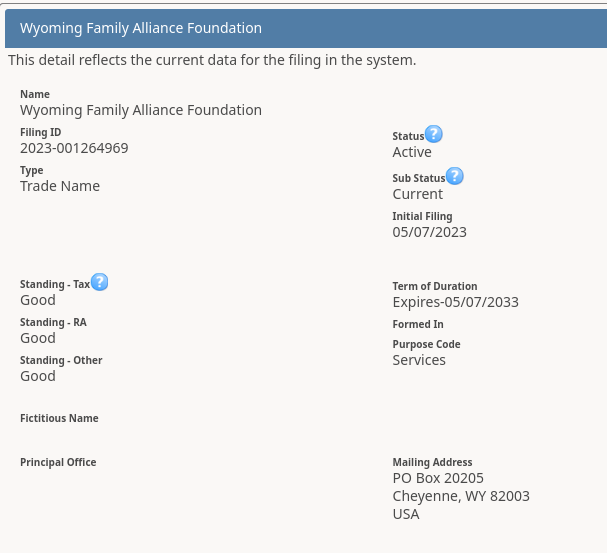 Wyoming Family Alliance Foundation
This detail reflects the current data for the filing in the system.
Name
Wyoming Family Alliance Foundation
Filing ID
2023-001264969
Type
Trade Name
Status ?
Active
Sub Status ?
Current
Initial Filing
05/07/2023
Standing - Tax ?
Good
Standing - RA
Good
Standing - Other
Good
Term of Duration
Expires-05/07/2033
Formed In
Purpose Code
Services
Fictitious Name
Principal Office
Mailing Address
PO Box 20205
Cheyenne, WY 82003
USA